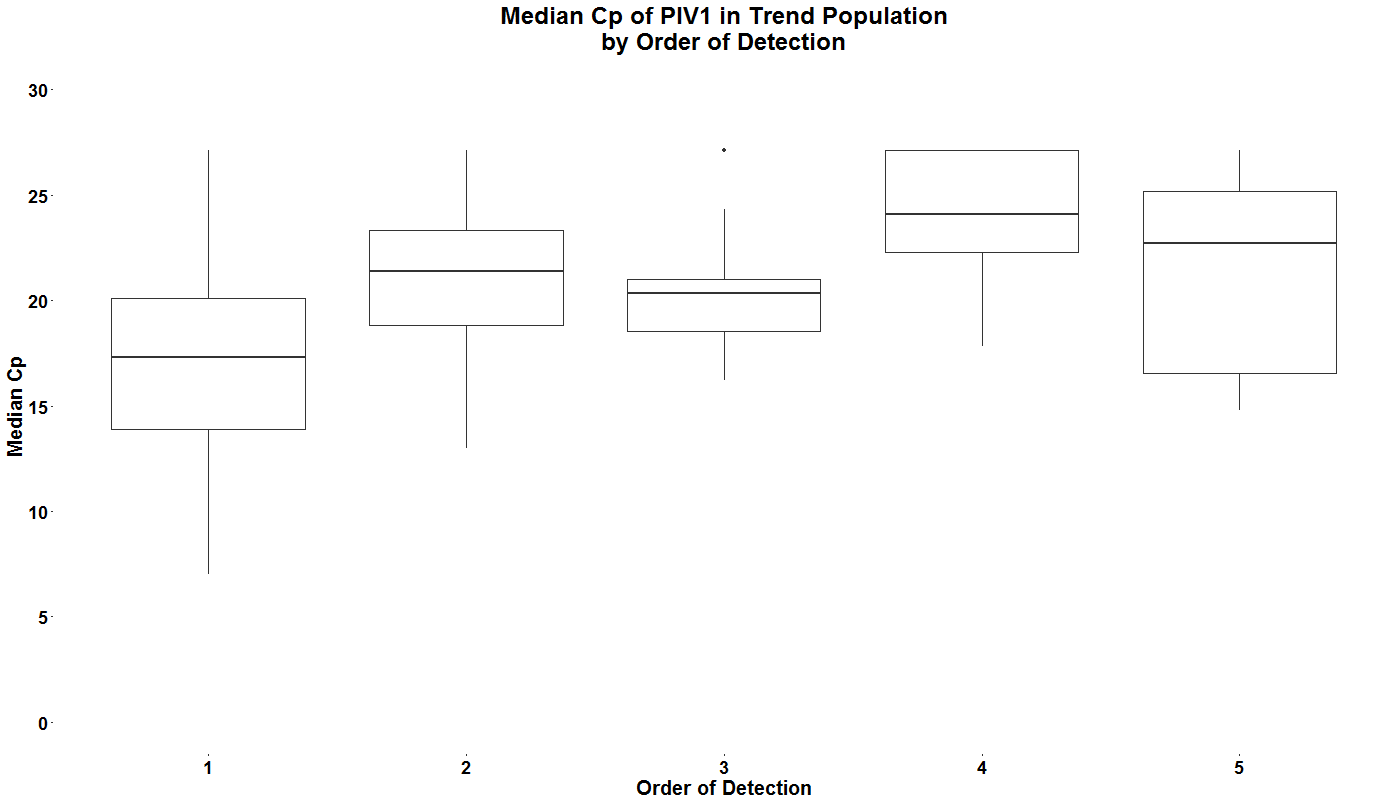 Median Cp of PIV1 in Trend Population
by Order of Detection
30
25
20
15
10
5
0
Median Cp
1 2 3 4 5
Order of Detection